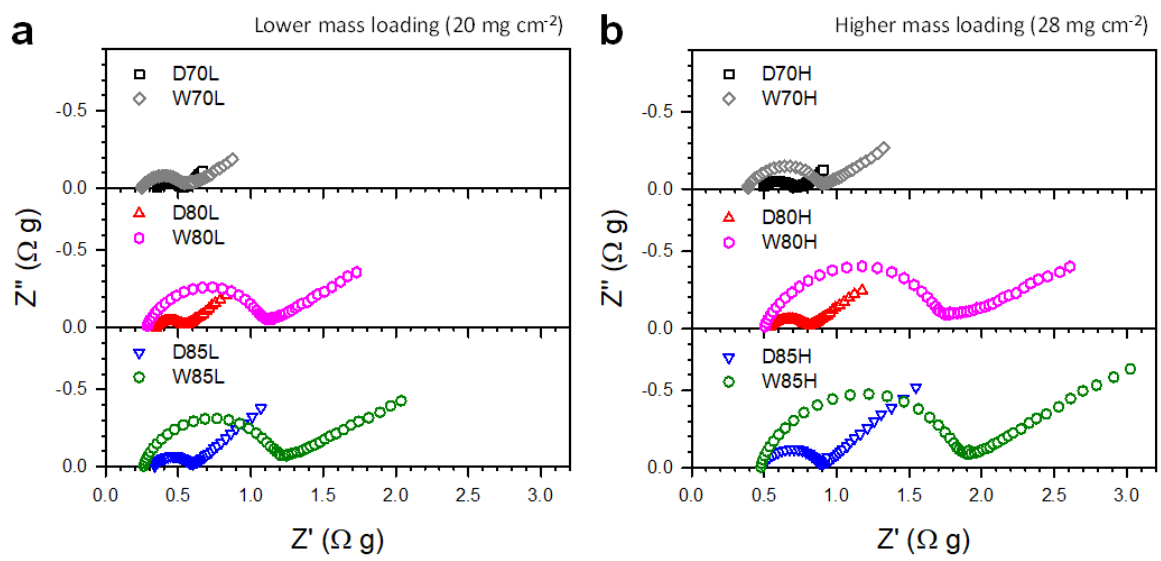 a
Lower mass loading (20 mg cm⁻²)
D70L
W70L
-0.5
0.0
D80L
W80L
-0.5
0.0
D85L
W85L
-0.5
0.0
0.0 0.5 1.0 1.5 2.0 2.5 3.0
Z' (Ω g)
Z'' (Ω g)
b
Higher mass loading (28 mg cm⁻²)
D70H
W70H
-0.5
0.0
D80H
W80H
-0.5
0.0
D85H
W85H
-0.5
0.0
0.0 0.5 1.0 1.5 2.0 2.5 3.0
Z' (Ω g)
Z'' (Ω g)